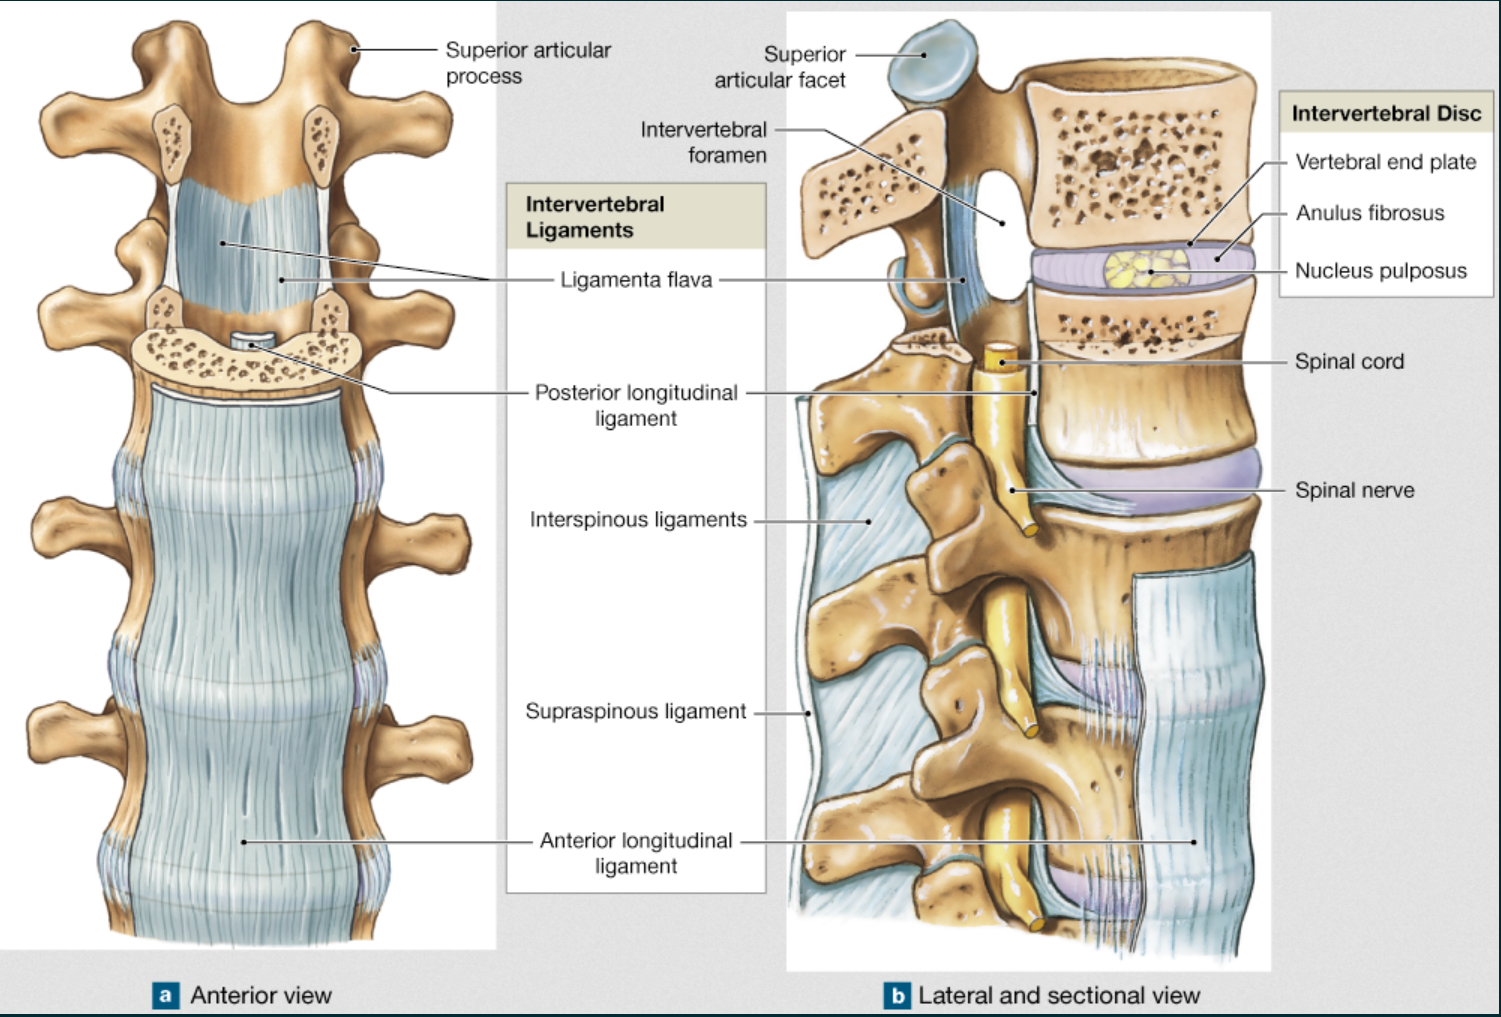 Superior articular
process
Superior
articular facet
Intervertebral
foramen
Intervertebral Disc
Vertebral end plate
Anulus fibrosus
Nucleus pulposus
Intervertebral
Ligaments
Ligamenta flava
Posterior longitudinal
ligament
Interspinous ligaments
Supraspinous ligament
Anterior longitudinal
ligament
Spinal cord
Spinal nerve
a Anterior view
b Lateral and sectional view